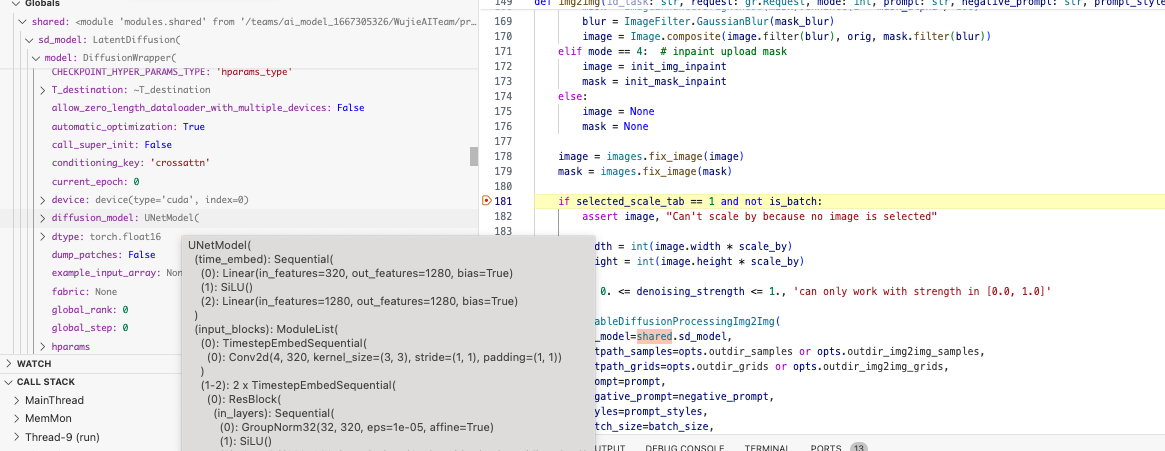 Globals
shared: <module 'modules.shared' from '/teams/ai_model_1667305326/WujieAITeam/pr…
sd_model: LatentDiffusion(
model: DiffusionWrapper(
CHECKPOINT_HYPER_PARAMS_TYPE: 'hparams_type'
T_destination: ~T_destination
allow_zero_length_dataloader_with_multiple_devices: False
automatic_optimization: True
call_super_init: False
conditioning_key: 'crossattn'
current_epoch: 0
device: device(type='cuda', index=0)
diffusion_model: UNetModel(
dtype: torch.float16
dump_patches: False
example_input_array: Non
fabric: None
global_rank: 0
global_step: 0
hparams
WATCH
CALL STACK
MainThread
MemMon
Thread-9 (run)
UNetModel(
(time_embed): Sequential(
(0): Linear(in_features=320, out_features=1280, bias=True)
(1): SiLU()
(2): Linear(in_features=1280, out_features=1280, bias=True)
)
(input_blocks): ModuleList(
(0): TimestepEmbedSequential(
(0): Conv2d(4, 320, kernel_size=(3, 3), stride=(1, 1), padding=(1, 1))
)
(1-2): 2 x TimestepEmbedSequential(
(0): ResBlock(
(in_layers): Sequential(
(0): GroupNorm32(32, 320, eps=1e-05, affine=True)
(1): SiLU()
149 def img2img(id_task: str, request: gr.Request, mode: int, prompt: str, negative_prompt: str, prompt_style
169 blur = ImageFilter.GaussianBlur(mask_blur)
170 image = Image.composite(image.filter(blur), orig, mask.filter(blur))
171 elif mode == 4: # inpaint upload mask
172 image = init_img_inpaint
173 mask = init_mask_inpaint
174 else:
175 image = None
176 mask = None
177
178 image = images.fix_image(image)
179 mask = images.fix_image(mask)
180
181 if selected_scale_tab == 1 and not is_batch:
182 assert image, "Can't scale by because no image is selected"
183
dth = int(image.width * scale_by)
ight = int(image.height * scale_by)
0. <= denoising_strength <= 1., 'can only work with strength in [0.0, 1.0]'
ableDiffusionProcessingImg2Img(
_model=shared.sd_model,
tpath_samples=opts.outdir_samples or opts.outdir_img2img_samples,
tpath_grids=opts.outdir_grids or opts.outdir_img2img_grids,
ompt=prompt,
egative_prompt=negative_prompt,
yles=prompt_styles,
tch_size=batch_size,
UTPUT DEBUG CONSOLE TERMINAL PORTS 13